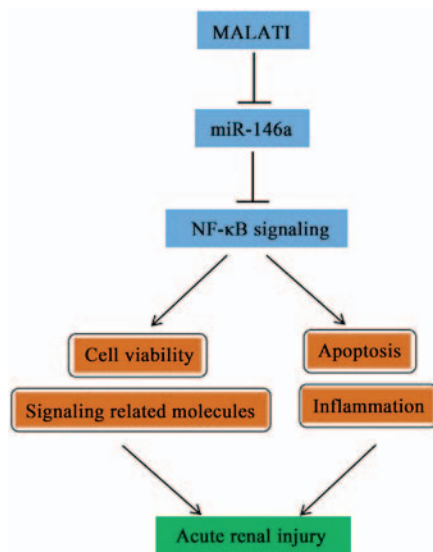 MALATI
miR-146a
NF-κB signaling
Cell viability
Apoptosis
Signaling related molecules
Inflammation
Acute renal injury